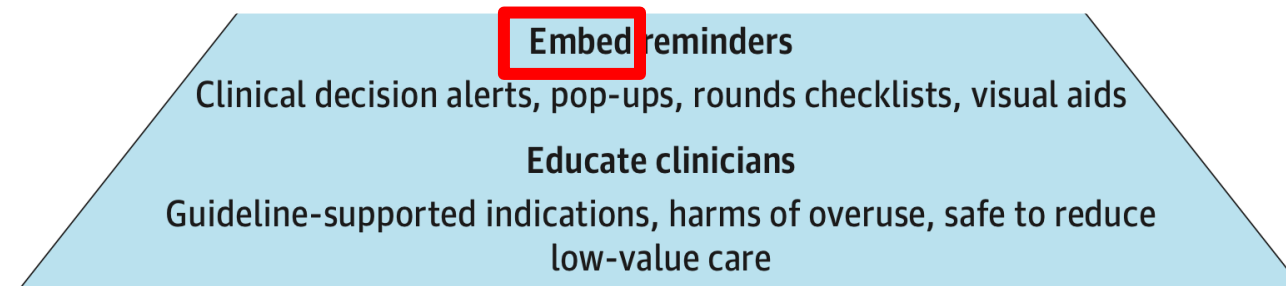 Embed reminders
Clinical decision alerts, pop-ups, rounds checklists, visual aids
Educate clinicians
Guideline-supported indications, harms of overuse, safe to reduce
low-value care